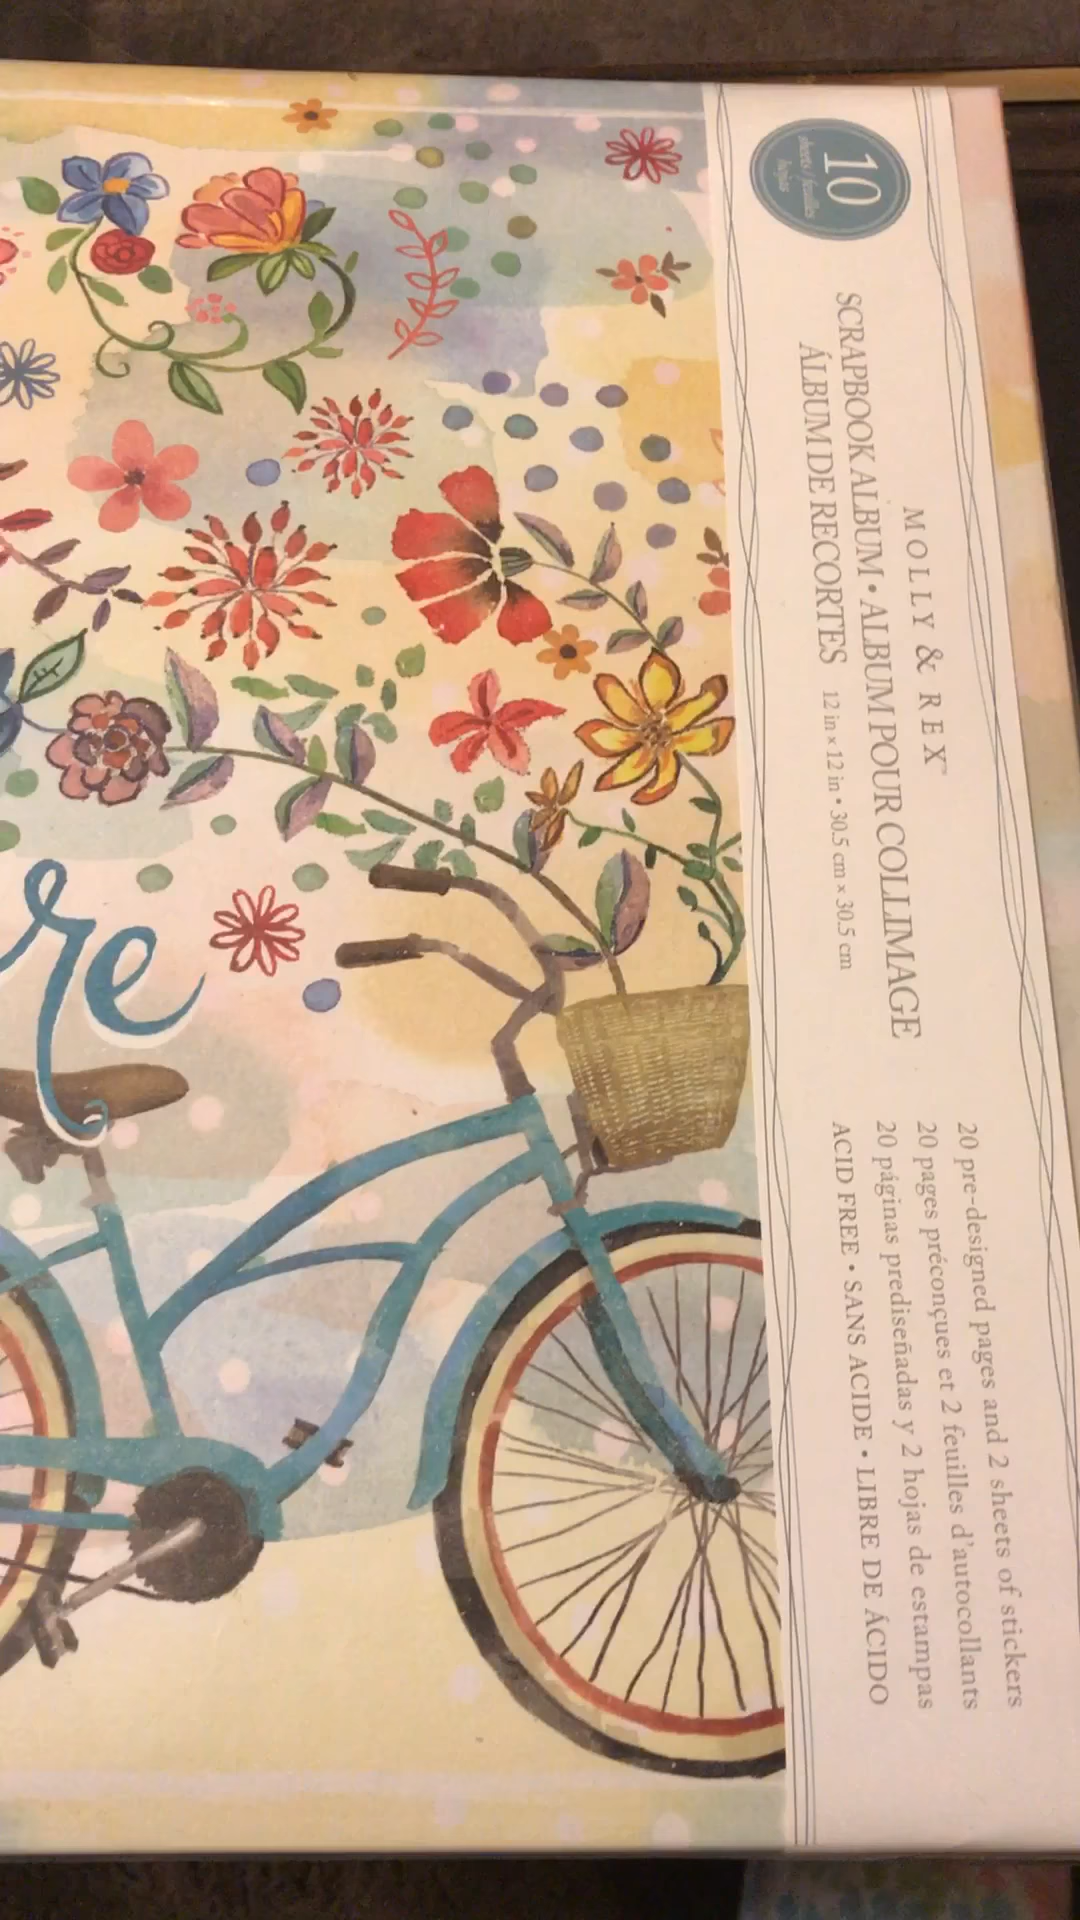 10
sheets / feuilles
hojas
MOLLY & REX™
SCRAPBOOK ALBUM • ALBUM POUR COLLIMAGE
ÁLBUM DE RECORTES 12 in x 12 in • 30.5 cm x 30.5 cm
20 pre-designed pages and 2 sheets of stickers
20 pages préconçues et 2 feuilles d'autocollants
20 páginas prediseñadas y 2 hojas de estampas
ACID FREE • SANS ACIDE • LIBRE DE ÁCIDO
re